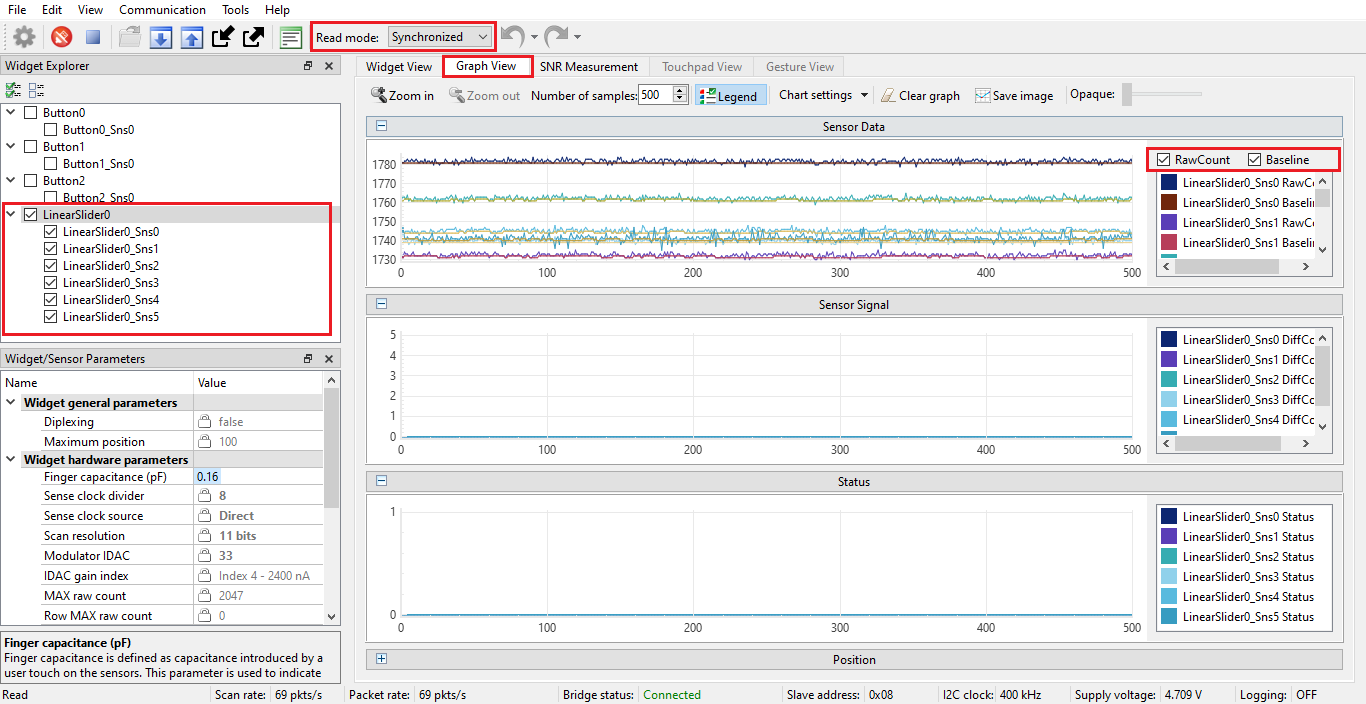 File Edit View Communication Tools Help
Read mode: Synchronized
Widget Explorer
Button0
Button0_Sns0
Button1
Button1_Sns0
Button2
Button2_Sns0
LinearSlider0
LinearSlider0_Sns0
LinearSlider0_Sns1
LinearSlider0_Sns2
LinearSlider0_Sns3
LinearSlider0_Sns4
LinearSlider0_Sns5
Widget/Sensor Parameters
Name Value
Widget general parameters
Diplexing false
Maximum position 100
Widget hardware parameters
Finger capacitance (pF) 0.16
Sense clock divider 8
Sense clock source Direct
Scan resolution 11 bits
Modulator IDAC 33
IDAC gain index Index 4 - 2400 nA
MAX raw count 2047
Row MAX raw count 0
Finger capacitance (pF)
Finger capacitance is defined as capacitance introduced by a
user touch on the sensors. This parameter is used to indicate
Widget View Graph View SNR Measurement Touchpad View Gesture View
Zoom in Zoom out Number of samples: 500 Legend Chart settings Clear graph Save image Opaque:
Sensor Data
1780
1770
1760
1750
1740
1730
0 100 200 300 400 500
RawCount Baseline
LinearSlider0_Sns0 RawCo
LinearSlider0_Sns0 Baselin
LinearSlider0_Sns1 RawCo
LinearSlider0_Sns1 Baselin
Sensor Signal
5
4
3
2
1
0
0 100 200 300 400 500
LinearSlider0_Sns0 DiffCo
LinearSlider0_Sns1 DiffCo
LinearSlider0_Sns2 DiffCo
LinearSlider0_Sns3 DiffCo
LinearSlider0_Sns4 DiffCo
Status
1
0
0 100 200 300 400 500
LinearSlider0_Sns0 Status
LinearSlider0_Sns1 Status
LinearSlider0_Sns2 Status
LinearSlider0_Sns3 Status
LinearSlider0_Sns4 Status
LinearSlider0_Sns5 Status
Position
Read Scan rate: 69 pkts/s Packet rate: 69 pkts/s Bridge status: Connected Slave address: 0x08 I2C clock: 400 kHz Supply voltage: 4.709 V Logging: OFF